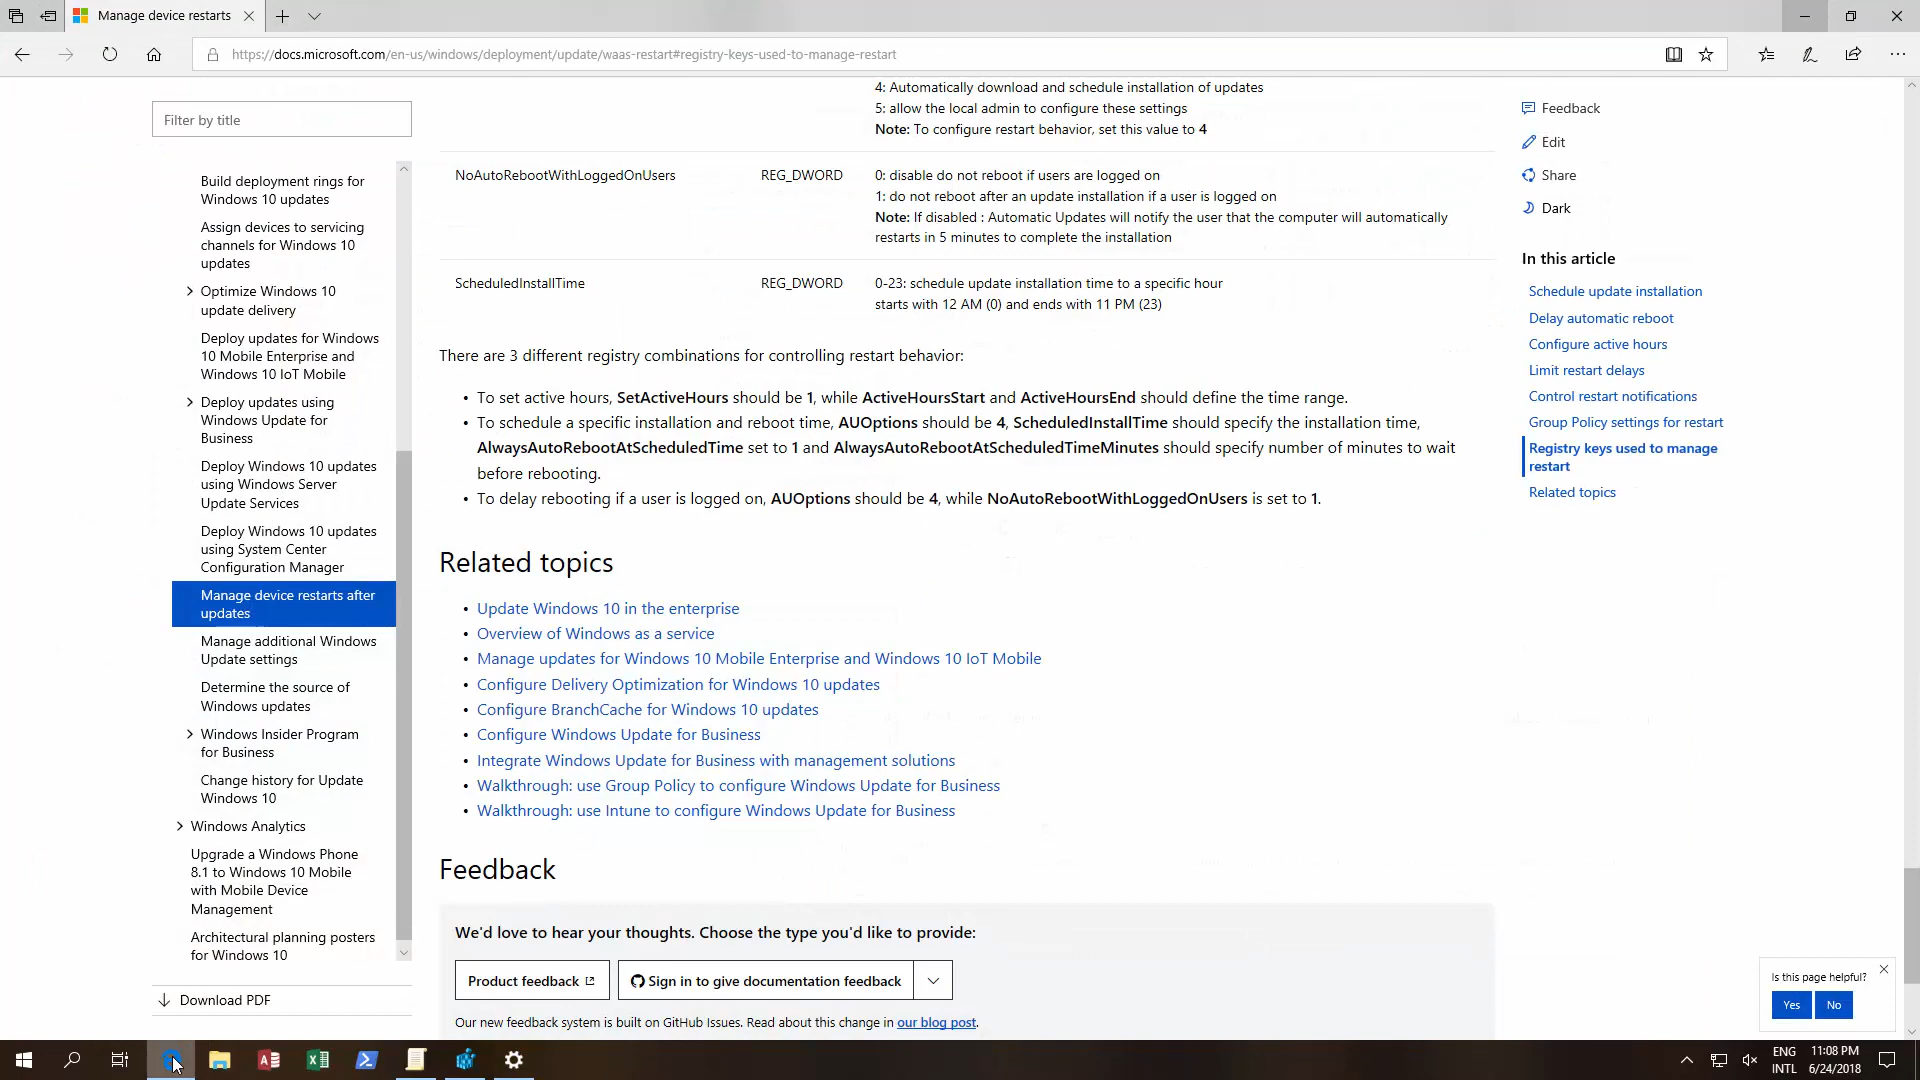 Manage device restarts
https://docs.microsoft.com/en-us/windows/deployment/update/waas-restart#registry-keys-used-to-manage-restart
Filter by title
Build deployment rings for
Windows 10 updates
Assign devices to servicing
channels for Windows 10
updates
Optimize Windows 10
update delivery
Deploy updates for Windows
10 Mobile Enterprise and
Windows 10 IoT Mobile
Deploy updates using
Windows Update for
Business
Deploy Windows 10 updates
using Windows Server
Update Services
Deploy Windows 10 updates
using System Center
Configuration Manager
Manage device restarts after
updates
Manage additional Windows
Update settings
Determine the source of
Windows updates
Windows Insider Program
for Business
Change history for Update
Windows 10
Windows Analytics
Upgrade a Windows Phone
8.1 to Windows 10 Mobile
with Mobile Device
Management
Architectural planning posters
for Windows 10
Download PDF
4: Automatically download and schedule installation of updates
5: allow the local admin to configure these settings
Note: To configure restart behavior, set this value to 4
NoAutoRebootWithLoggedOnUsers REG_DWORD 0: disable do not reboot if users are logged on
1: do not reboot after an update installation if a user is logged on
Note: If disabled : Automatic Updates will notify the user that the computer will automatically
restarts in 5 minutes to complete the installation
ScheduledInstallTime REG_DWORD 0-23: schedule update installation time to a specific hour
starts with 12 AM (0) and ends with 11 PM (23)
There are 3 different registry combinations for controlling restart behavior:
• To set active hours, SetActiveHours should be 1, while ActiveHoursStart and ActiveHoursEnd should define the time range.
• To schedule a specific installation and reboot time, AUOptions should be 4, ScheduledInstallTime should specify the installation time,
AlwaysAutoRebootAtScheduledTime set to 1 and AlwaysAutoRebootAtScheduledTimeMinutes should specify number of minutes to wait
before rebooting.
• To delay rebooting if a user is logged on, AUOptions should be 4, while NoAutoRebootWithLoggedOnUsers is set to 1.
Related topics
• Update Windows 10 in the enterprise
• Overview of Windows as a service
• Manage updates for Windows 10 Mobile Enterprise and Windows 10 IoT Mobile
• Configure Delivery Optimization for Windows 10 updates
• Configure BranchCache for Windows 10 updates
• Configure Windows Update for Business
• Integrate Windows Update for Business with management solutions
• Walkthrough: use Group Policy to configure Windows Update for Business
• Walkthrough: use Intune to configure Windows Update for Business
Feedback
We'd love to hear your thoughts. Choose the type you'd like to provide:
Product feedback
Sign in to give documentation feedback
Our new feedback system is built on GitHub Issues. Read about this change in our blog post.
Feedback
Edit
Share
Dark
In this article
Schedule update installation
Delay automatic reboot
Configure active hours
Limit restart delays
Control restart notifications
Group Policy settings for restart
Registry keys used to manage
restart
Related topics
Is this page helpful?
Yes
No
ENG
INTL
11:08 PM
6/24/2018